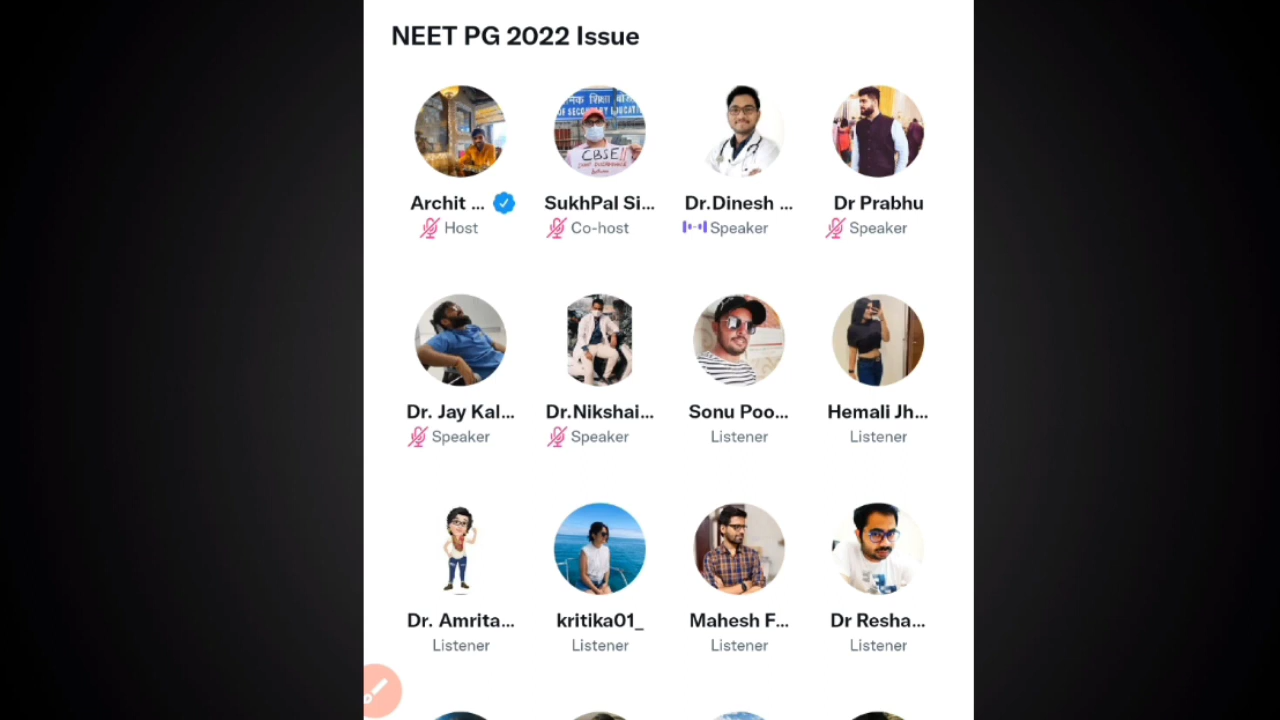 NEET PG 2022 Issue
Archit ...
SukhPal Si...
Dr.Dinesh ...
Dr Prabhu
Host
Co-host
Speaker
Speaker
Dr. Jay Kal...
Dr.Nikshai...
Sonu Poo...
Hemali Jh...
Speaker
Speaker
Listener
Listener
Dr. Amrita...
kritika01_
Mahesh F...
Dr Resha...
Listener
Listener
Listener
Listener
CBSE!!